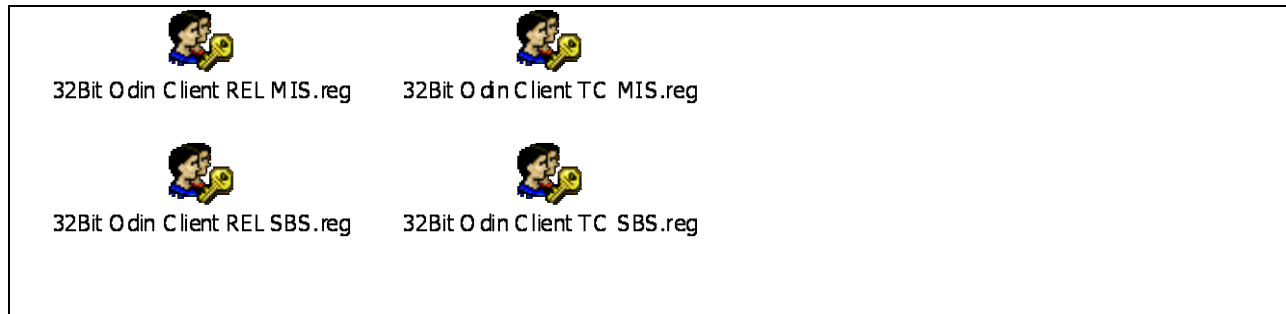 32Bit Odin Client REL MIS.reg
32Bit Odin Client TC MIS.reg
32Bit Odin Client REL SBS.reg
32Bit Odin Client TC SBS.reg